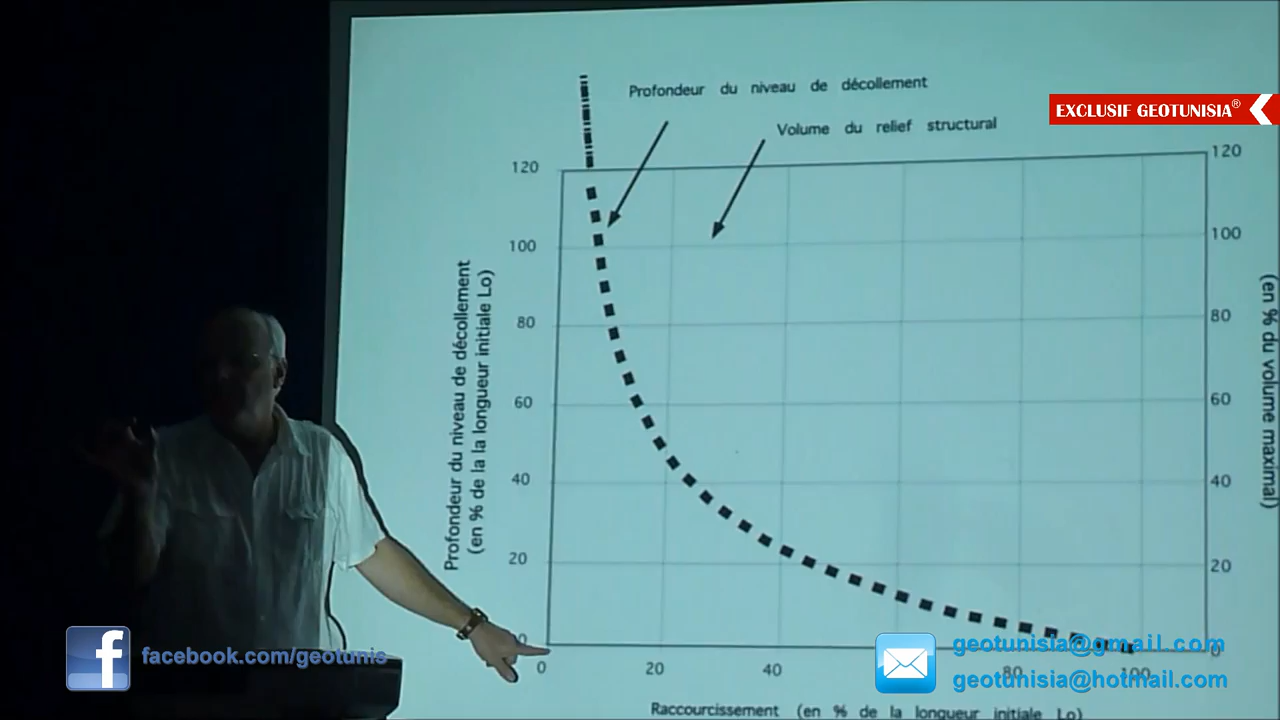 Profondeur du niveau de décollement
EXCLUSIF GEOTUNISIA®
Volume du relief structural
120
100
80
60
40
20
0
120
100
80
60
40
20
0
Profondeur du niveau de décollement
(en % de la la longueur initiale Lo)
(en % du volume maximal)
0
20
40
80
100
Raccourcissement (en % de la longueur initiale Lo)
facebook.com/geotunis
geotunisia@gmail.com
geotunisia@hotmail.com